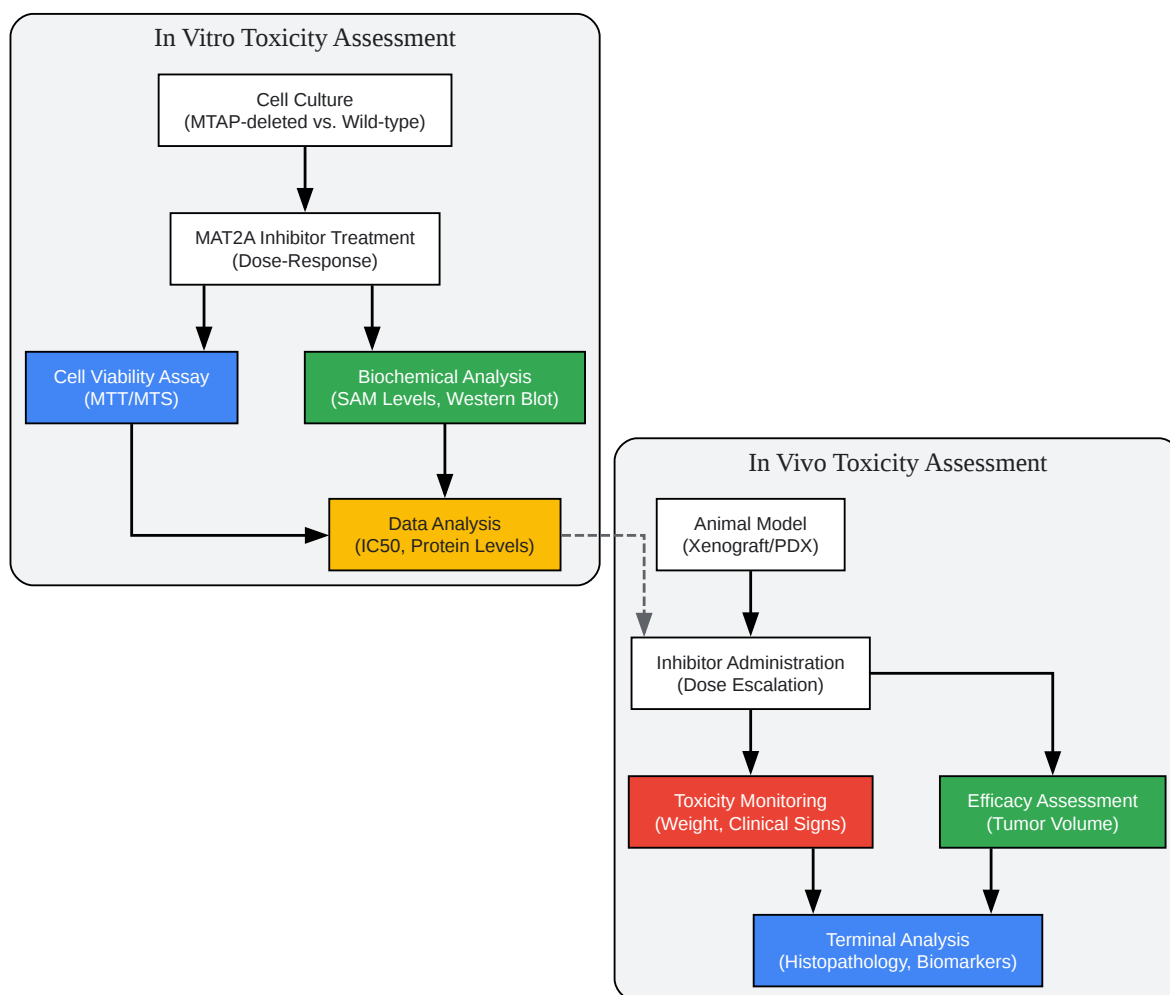 In Vitro Toxicity Assessment
Cell Culture
(MTAP-deleted vs. Wild-type)
MAT2A Inhibitor Treatment
(Dose-Response)
Cell Viability Assay
(MTT/MTS)
Biochemical Analysis
(SAM Levels, Western Blot)
Data Analysis
(IC50, Protein Levels)
In Vivo Toxicity Assessment
Animal Model
(Xenograft/PDX)
Inhibitor Administration
(Dose Escalation)
Toxicity Monitoring
(Weight, Clinical Signs)
Efficacy Assessment
(Tumor Volume)
Terminal Analysis
(Histopathology, Biomarkers)